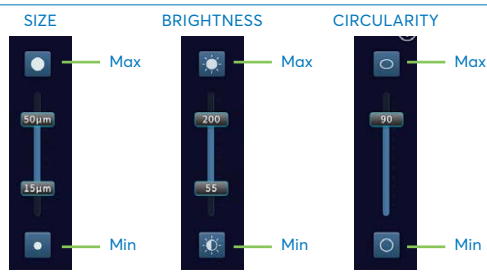 SIZE BRIGHTNESS CIRCULARITY
Max Max Max
50µm 200 90
15µm 55
Min Min Min